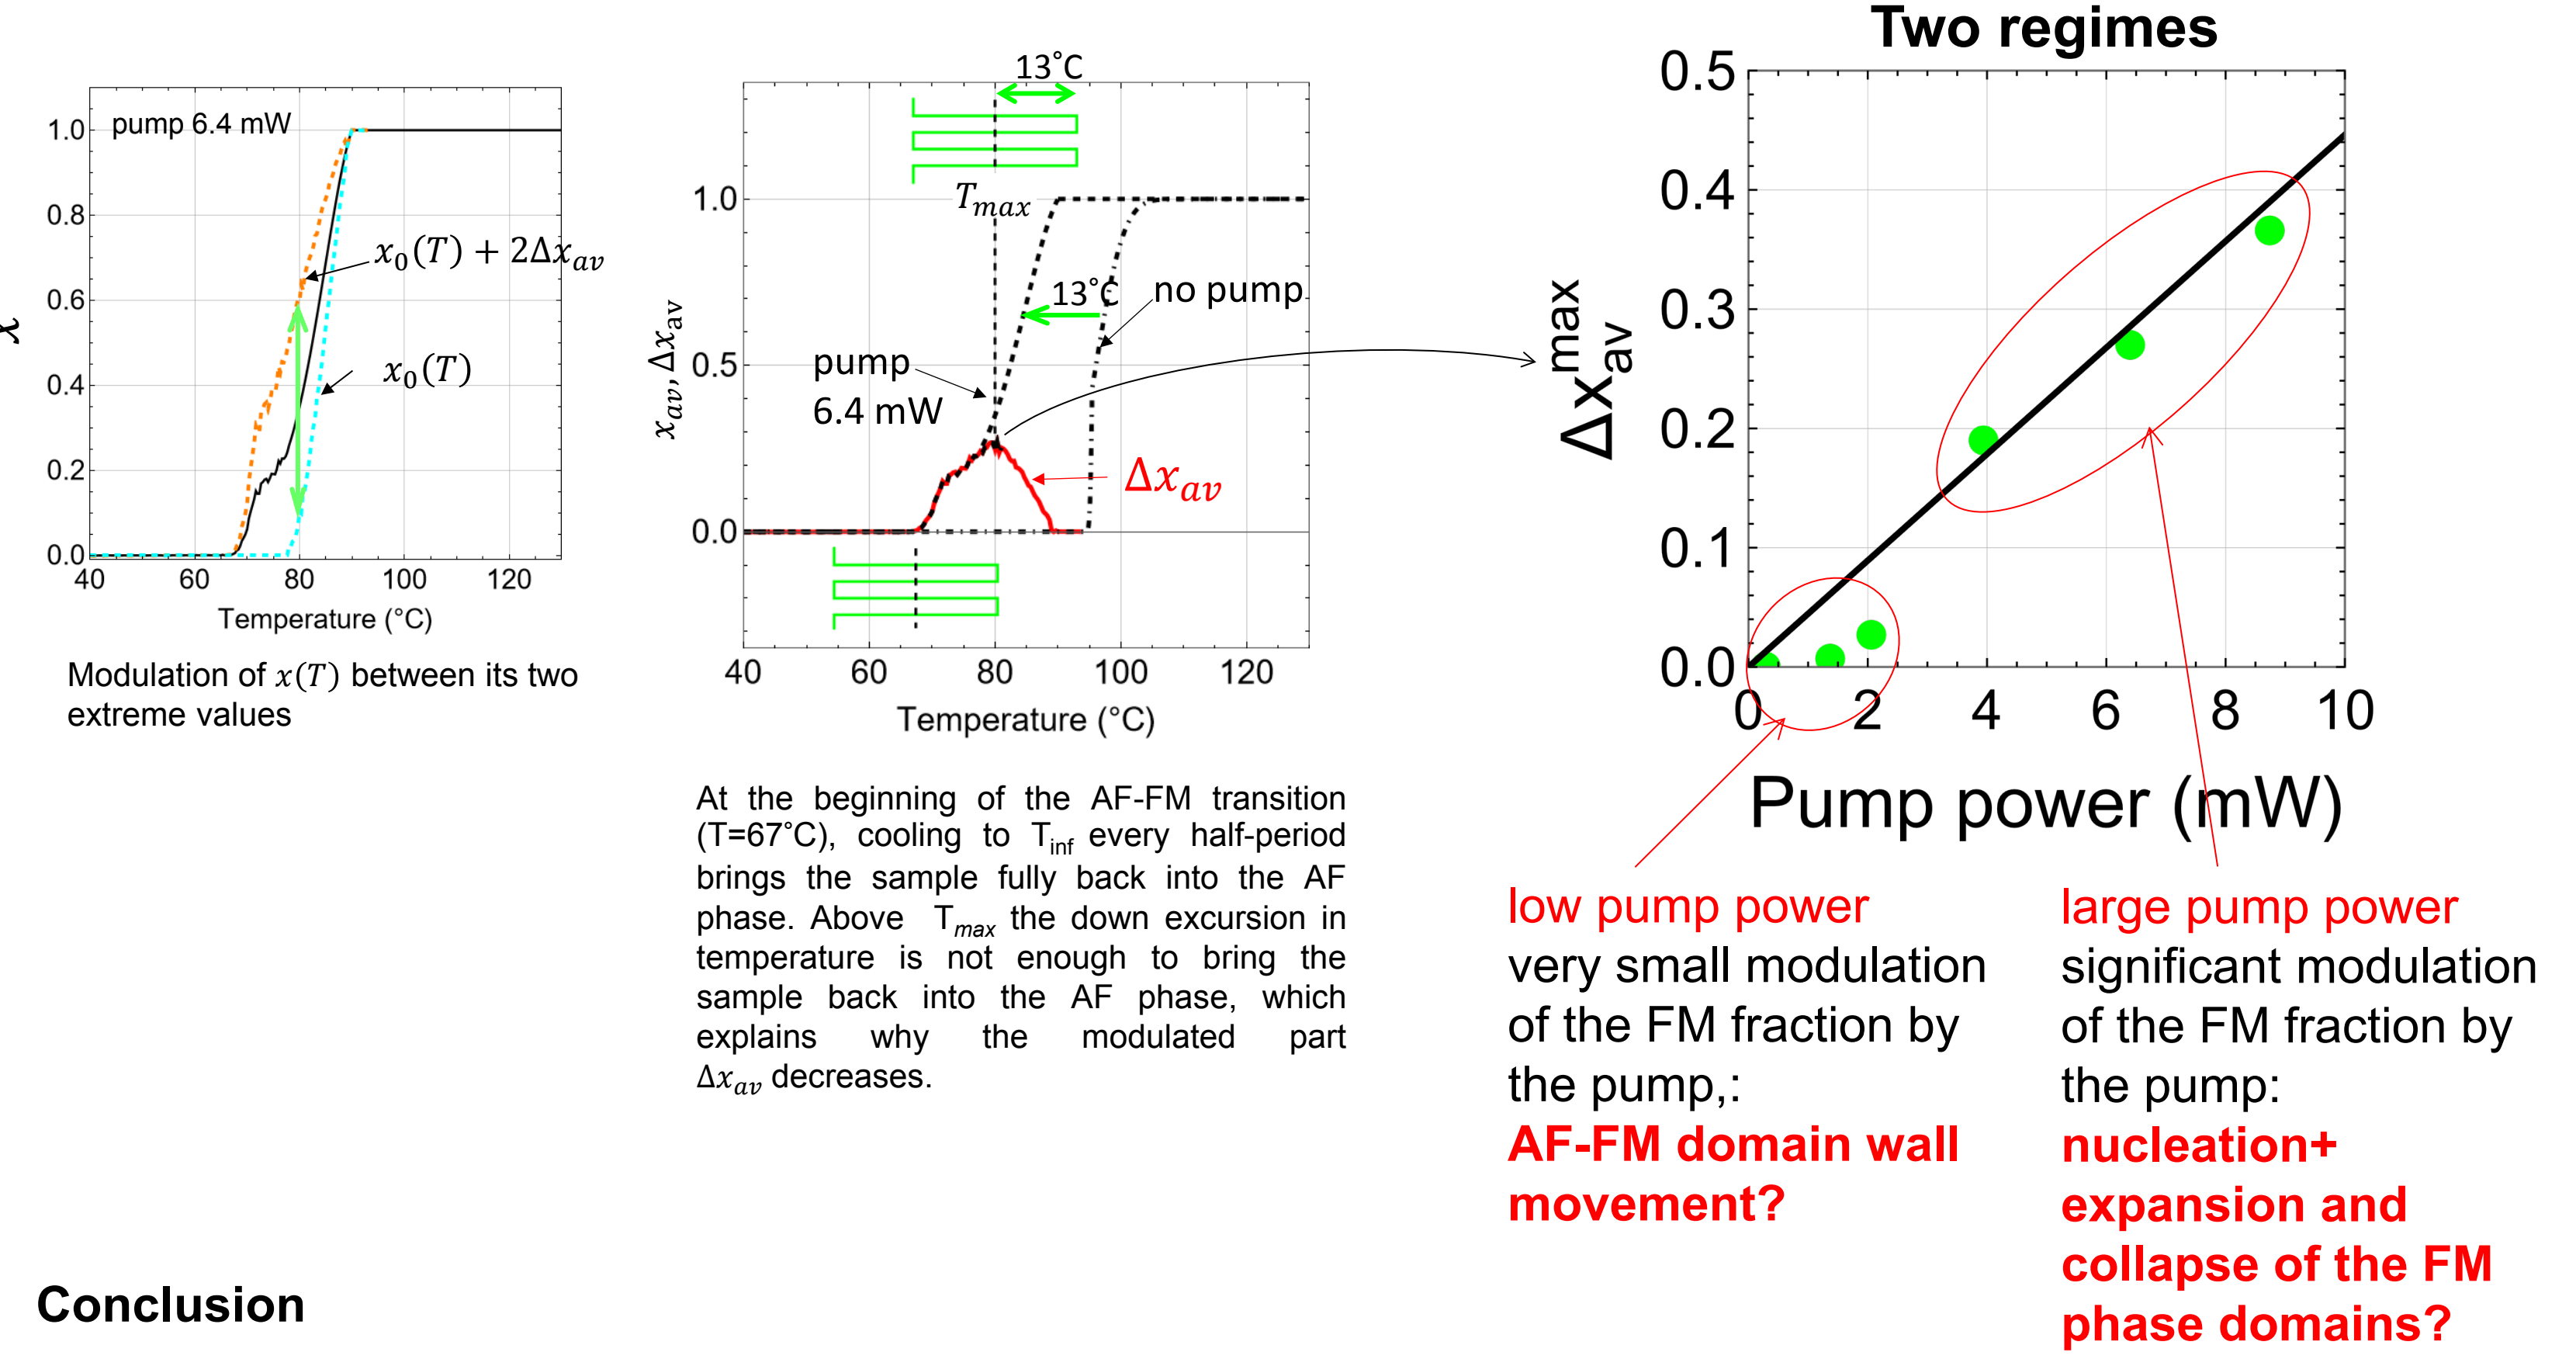 pump 6.4 mW
1.0
0.8
0.6
0.4
0.2
0.0
x
x₀(T) + 2Δx_av
x₀(T)
40 60 80 100 120
Temperature (°C)
Modulation of x(T) between its two
extreme values
13°C
T_max
1.0
0.5
0.0
x_av, Δx_av
13°C
no pump
pump
6.4 mW
Δx_av
40 60 80 100 120
Temperature (°C)
At the beginning of the AF-FM transition
(T=67°C), cooling to T_inf every half-period
brings the sample fully back into the AF
phase. Above T_max the down excursion in
temperature is not enough to bring the
sample back into the AF phase, which
explains why the modulated part
Δx_av decreases.
Two regimes
0.5
0.4
0.3
0.2
0.1
0.0
Δx_av^max
0 2 4 6 8 10
Pump power (mW)
low pump power
very small modulation
of the FM fraction by
the pump,:
AF-FM domain wall
movement?
large pump power
significant modulation
of the FM fraction by
the pump:
nucleation+
expansion and
collapse of the FM
phase domains?
Conclusion